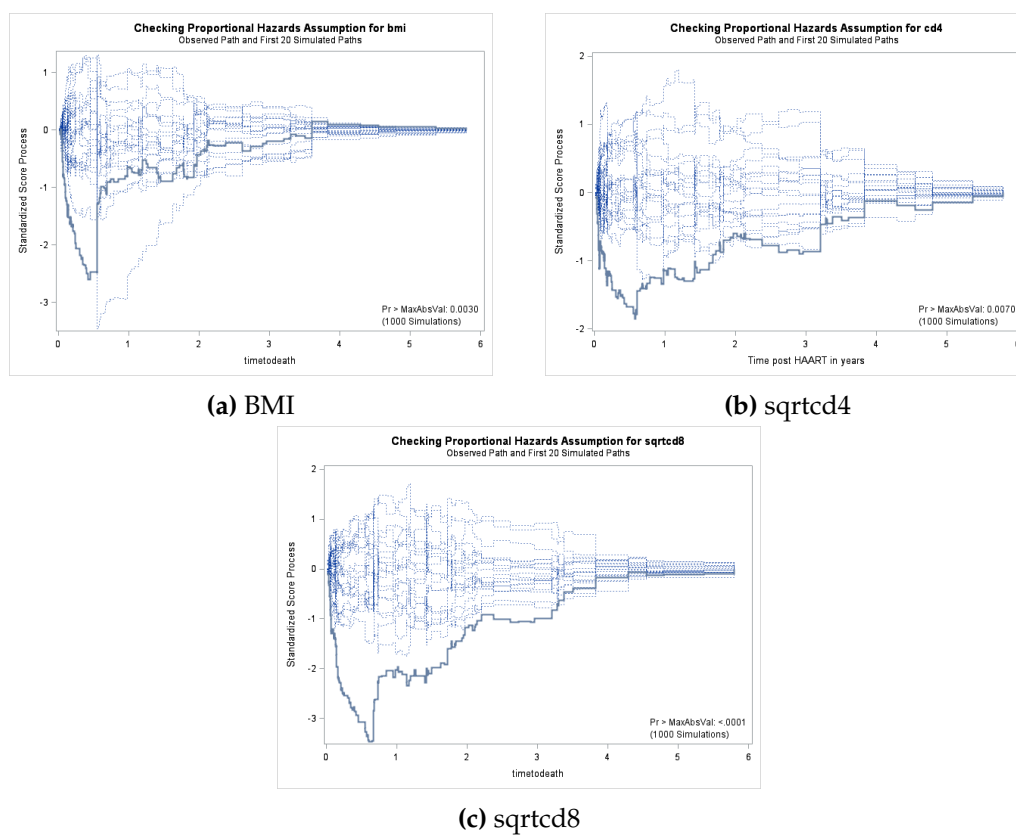 Checking Proportional Hazards Assumption for bmi
Observed Path and First 20 Simulated Paths
Standardized Score Process
1
0
-1
-2
-3
Pr > MaxAbsVal: 0.0030
(1000 Simulations)
0 1 2 3 4 5 6
timetodeath
(a) BMI
Checking Proportional Hazards Assumption for cd4
Observed Path and First 20 Simulated Paths
Standardized Score Process
2
1
0
-1
-2
Pr > MaxAbsVal: 0.0070
(1000 Simulations)
0 1 2 3 4 5 6
Time post HAART in years
(b) sqrtcd4
Checking Proportional Hazards Assumption for sqrtcd8
Observed Path and First 20 Simulated Paths
Standardized Score Process
2
1
0
-1
-2
-3
Pr > MaxAbsVal: <.0001
(1000 Simulations)
0 1 2 3 4 5 6
timetodeath
(c) sqrtcd8